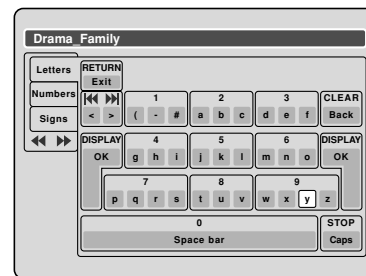 Drama_Family
Letters
Numbers
Signs
RETURN
Exit
< >
1
( - #
2
a b c
3
d e f
CLEAR
Back
DISPLAY
OK
4
g h i
5
j k l
6
m n o
DISPLAY
OK
7
p q r s
8
t u v
9
w x y z
0
Space bar
STOP
Caps